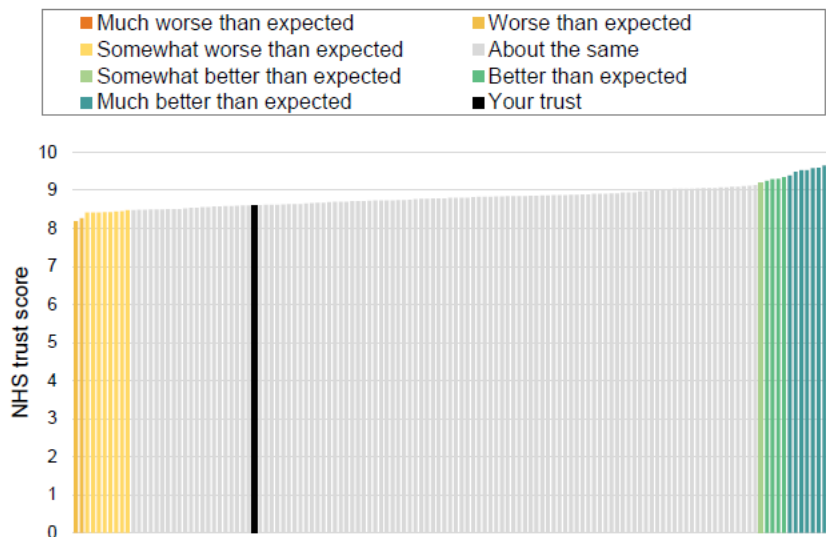 Much worse than expected Worse than expected
Somewhat worse than expected About the same
Somewhat better than expected Better than expected
Much better than expected Your trust
10
9
8
7
6
5
4
3
2
1
0
NHS trust score